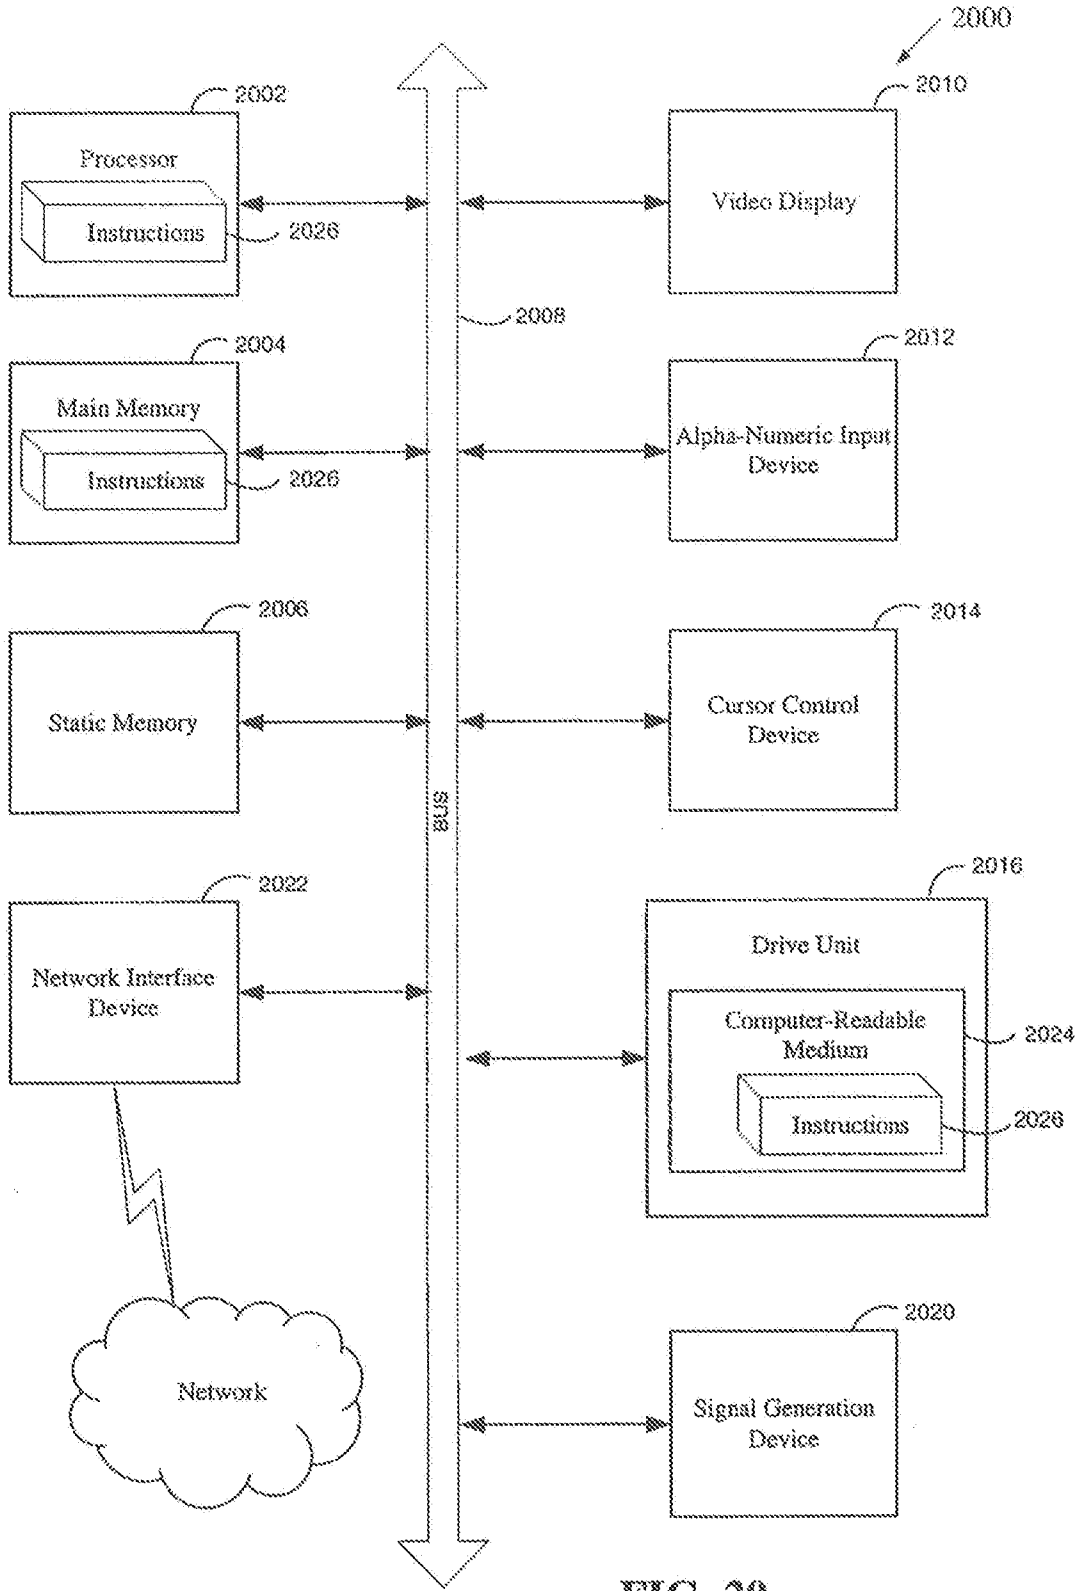 2000
2002
Processor
Instructions
2026
2010
Video Display
2008
2004
Main Memory
Instructions
2026
2012
Alpha-Numeric Input
Device
2006
Static Memory
2014
Cursor Control
Device
BUS
2022
Network Interface
Device
2016
Drive Unit
Computer-Readable
Medium
2024
Instructions
2026
Network
2020
Signal Generation
Device